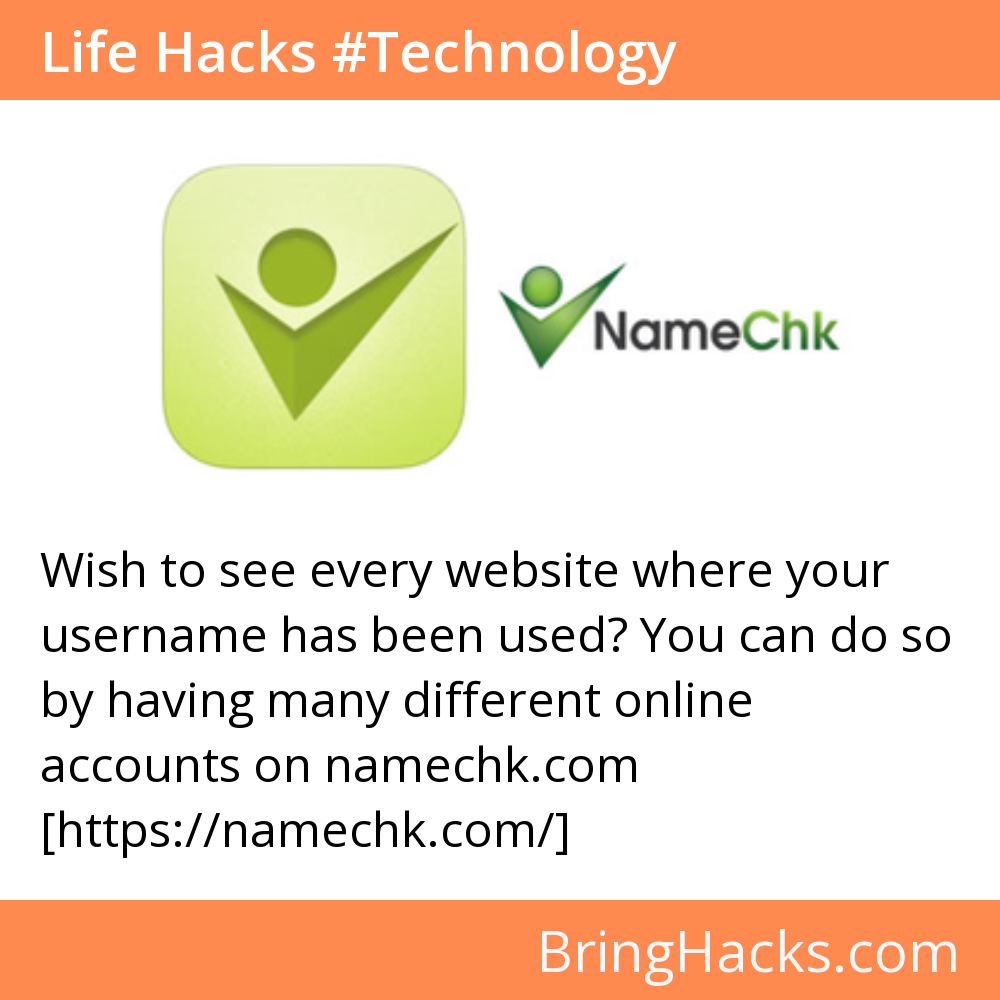 Life Hacks #Technology
NameChk
Wish to see every website where your
username has been used? You can do so
by having many different online
accounts on namechk.com
[https://namechk.com/]
BringHacks.com